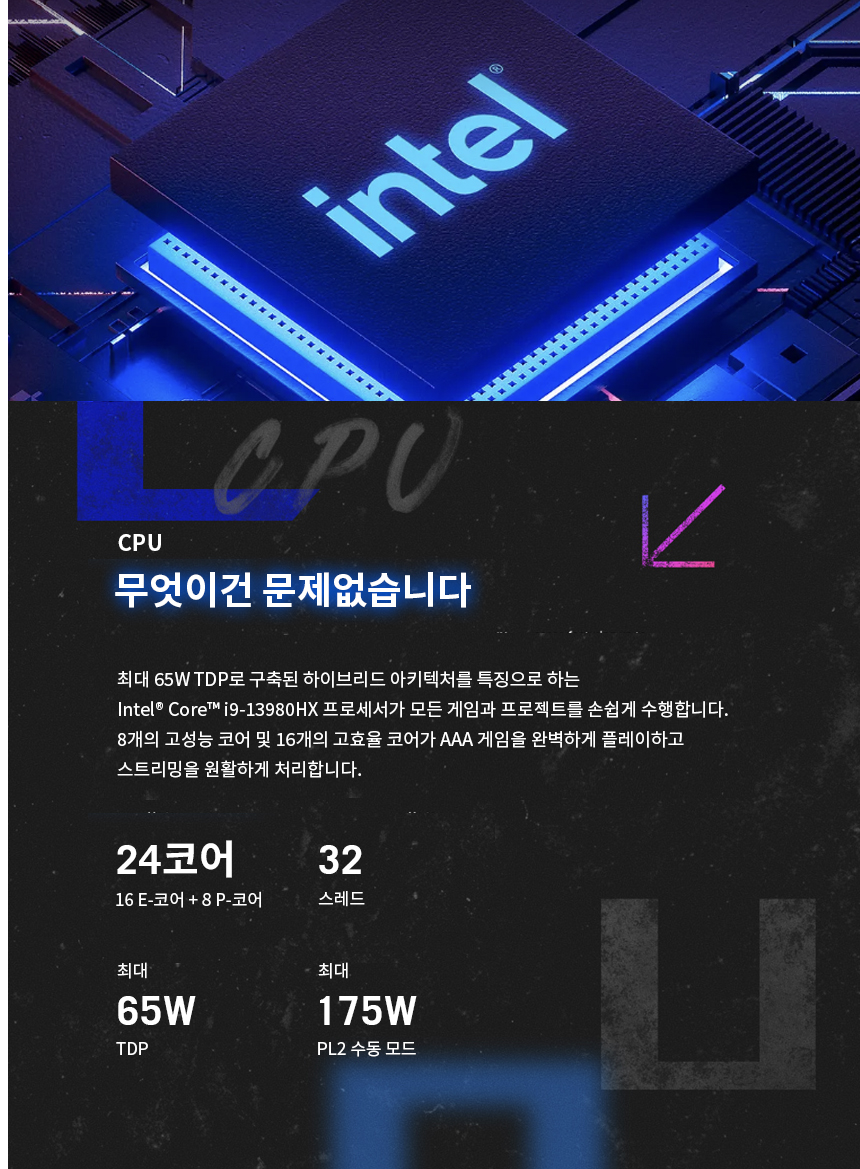 intel®
CPU
CPU
무엇이건 문제없습니다
최대 65W TDP로 구축된 하이브리드 아키텍처를 특징으로 하는
Intel® Core™ i9-13980HX 프로세서가 모든 게임과 프로젝트를 손쉽게 수행합니다.
8개의 고성능 코어 및 16개의 고효율 코어가 AAA 게임을 완벽하게 플레이하고
스트리밍을 원활하게 처리합니다.
24코어 32
16 E-코어 + 8 P-코어 스레드
최대 최대
65W 175W
TDP PL2 수동 모드